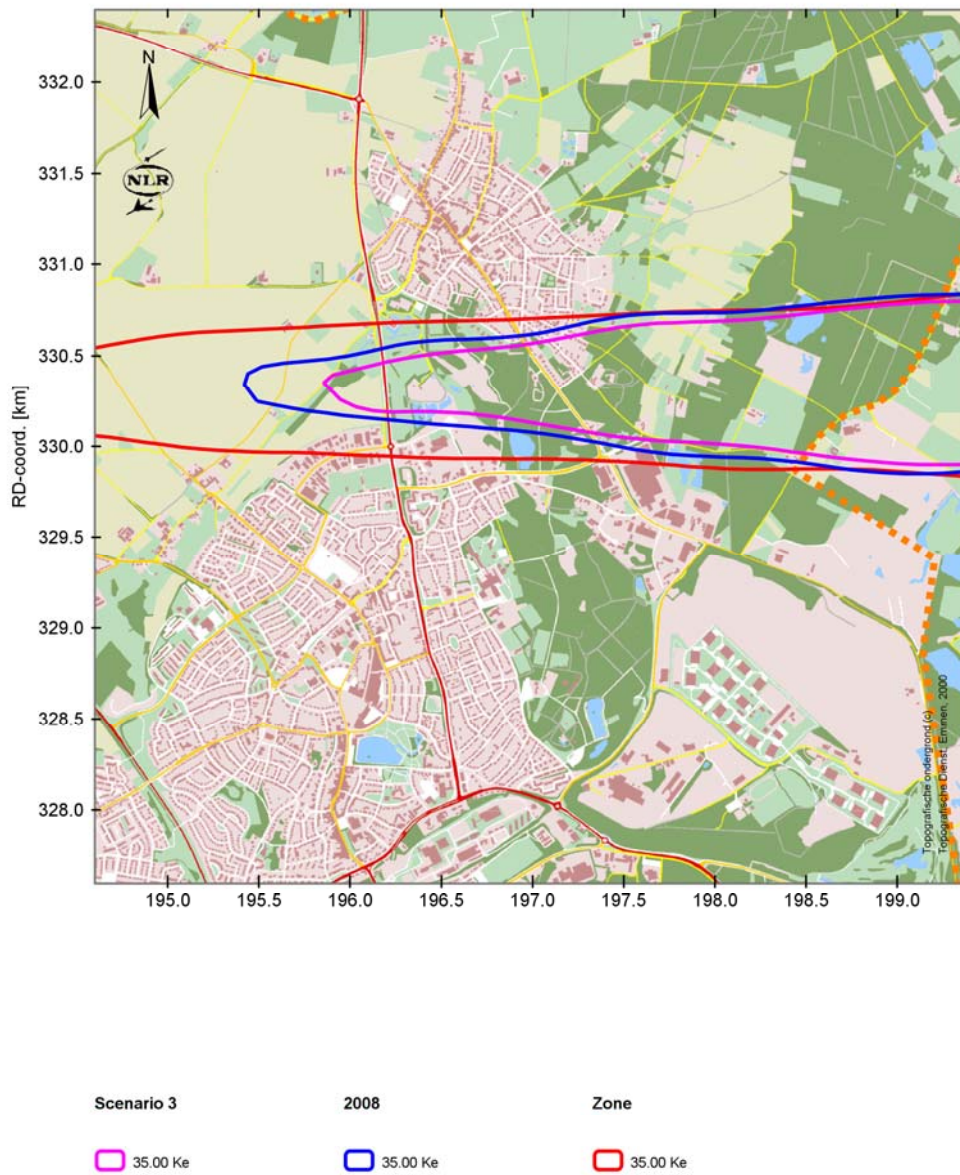 332.0
N
331.5
NLR
331.0
330.5
330.0
RD-coord. [km]
329.5
329.0
328.5
328.0
Topografische ondergrond (c)
Topografische Dienst, Emmen, 2000
195.0 195.5 196.0 196.5 197.0 197.5 198.0 198.5 199.0
Scenario 3 2008 Zone
35.00 Ke 35.00 Ke 35.00 Ke